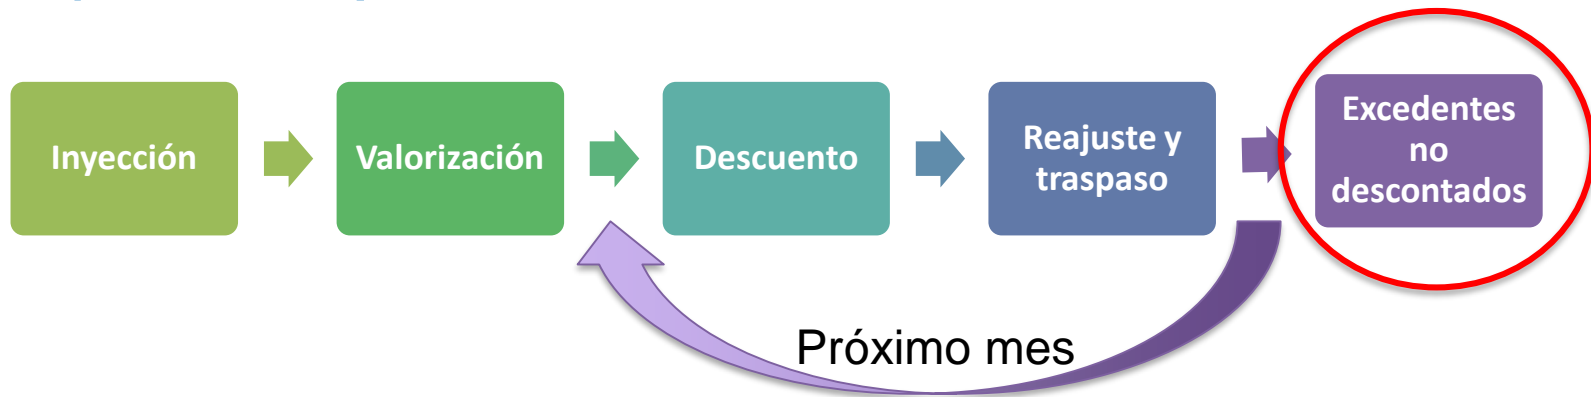 Inyección
Valorización
Descuento
Reajuste y
traspaso
Excedentes
no
descontados
Próximo mes